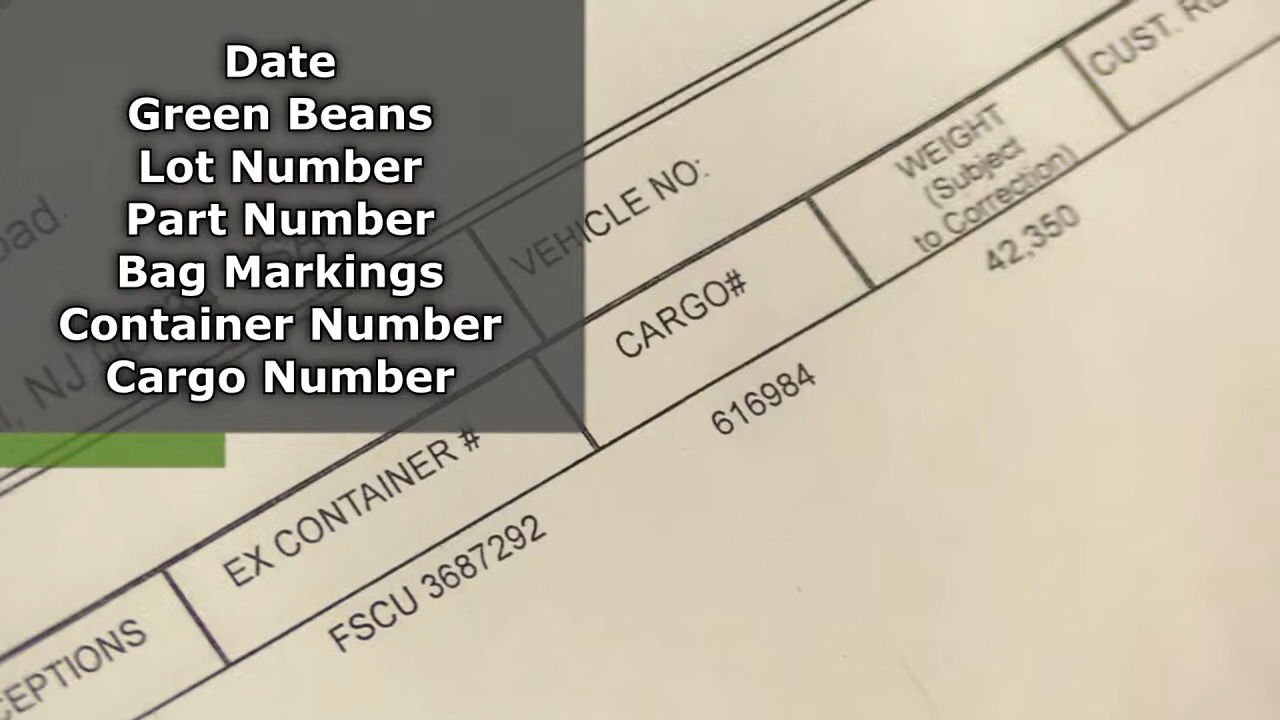 Date
Green Beans
Lot Number
Part Number
Bag Markings
Container Number
Cargo Number
NJ
VEHICLE NO:
CARGO#
616984
WEIGHT
(Subject
to Correction)
42,350
CUST.
EX CONTAINER #
FSCU 3687292